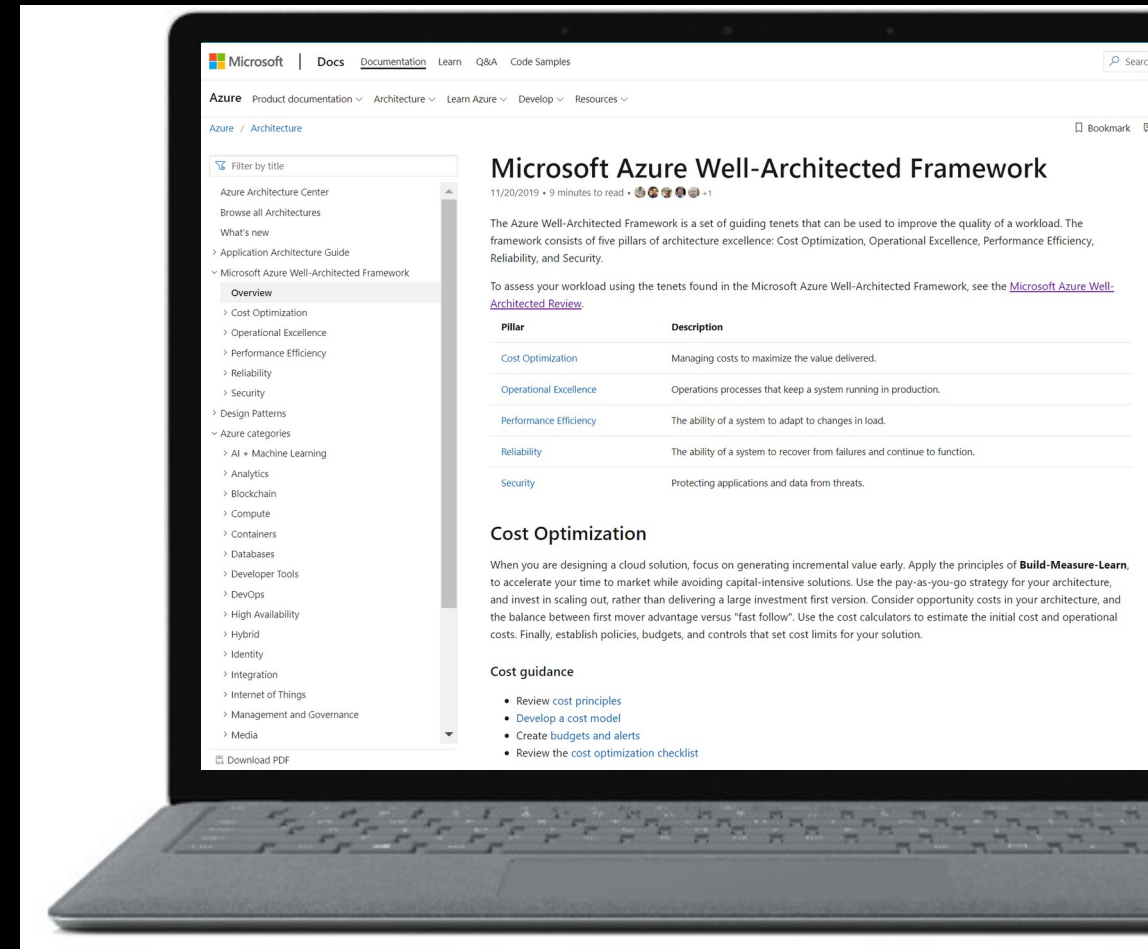 Microsoft | Docs Documentation Learn Q&A Code Samples
Searc
Azure Product documentation Architecture Learn Azure Develop Resources
Azure / Architecture
Bookmark
Filter by title
Azure Architecture Center
Browse all Architectures
What's new
Application Architecture Guide
Microsoft Azure Well-Architected Framework
Overview
Cost Optimization
Operational Excellence
Performance Efficiency
Reliability
Security
Design Patterns
Azure categories
AI + Machine Learning
Analytics
Blockchain
Compute
Containers
Databases
Developer Tools
DevOps
High Availability
Hybrid
Identity
Integration
Internet of Things
Management and Governance
Media
Download PDF
Microsoft Azure Well-Architected Framework
11/20/2019 • 9 minutes to read • +1
The Azure Well-Architected Framework is a set of guiding tenets that can be used to improve the quality of a workload. The
framework consists of five pillars of architecture excellence: Cost Optimization, Operational Excellence, Performance Efficiency,
Reliability, and Security.
To assess your workload using the tenets found in the Microsoft Azure Well-Architected Framework, see the Microsoft Azure Well-
Architected Review.
Pillar Description
Cost Optimization Managing costs to maximize the value delivered.
Operational Excellence Operations processes that keep a system running in production.
Performance Efficiency The ability of a system to adapt to changes in load.
Reliability The ability of a system to recover from failures and continue to function.
Security Protecting applications and data from threats.
Cost Optimization
When you are designing a cloud solution, focus on generating incremental value early. Apply the principles of Build-Measure-Learn,
to accelerate your time to market while avoiding capital-intensive solutions. Use the pay-as-you-go strategy for your architecture,
and invest in scaling out, rather than delivering a large investment first version. Consider opportunity costs in your architecture, and
the balance between first mover advantage versus "fast follow". Use the cost calculators to estimate the initial cost and operational
costs. Finally, establish policies, budgets, and controls that set cost limits for your solution.
Cost guidance
• Review cost principles
• Develop a cost model
• Create budgets and alerts
• Review the cost optimization checklist